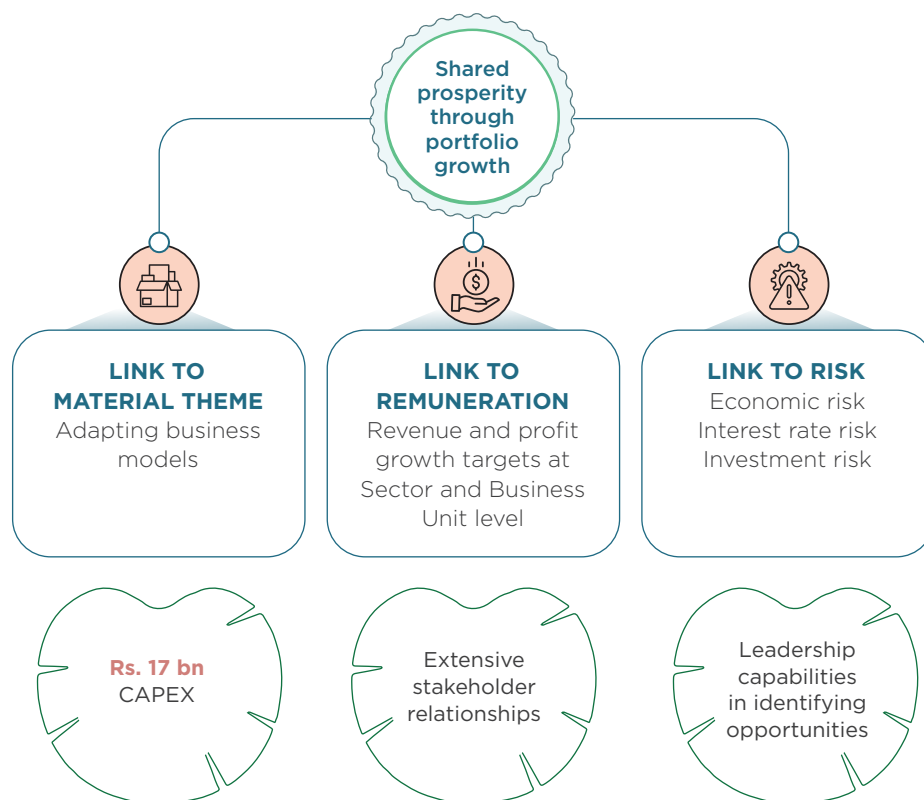 Shared
prosperity
through
portfolio
growth
LINK TO
MATERIAL THEME
Adapting business
models
LINK TO
REMUNERATION
Revenue and profit
growth targets at
Sector and Business
Unit level
LINK TO RISK
Economic risk
Interest rate risk
Investment risk
Rs. 17 bn
CAPEX
Extensive
stakeholder
relationships
Leadership
capabilities
in identifying
opportunities